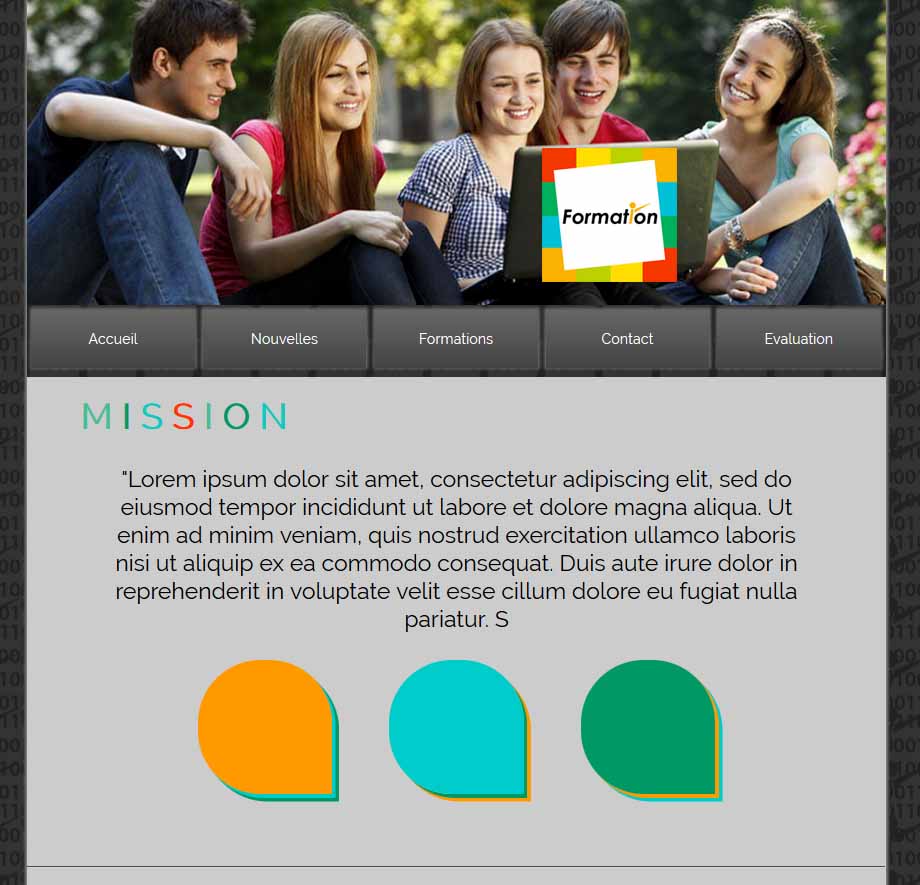 Formation
Accueil Nouvelles Formations Contact Evaluation
MISSION
"Lorem ipsum dolor sit amet, consectetur adipiscing elit, sed do
eiusmod tempor incididunt ut labore et dolore magna aliqua. Ut
enim ad minim veniam, quis nostrud exercitation ullamco laboris
nisi ut aliquip ex ea commodo consequat. Duis aute irure dolor in
reprehenderit in voluptate velit esse cillum dolore eu fugiat nulla
pariatur. S